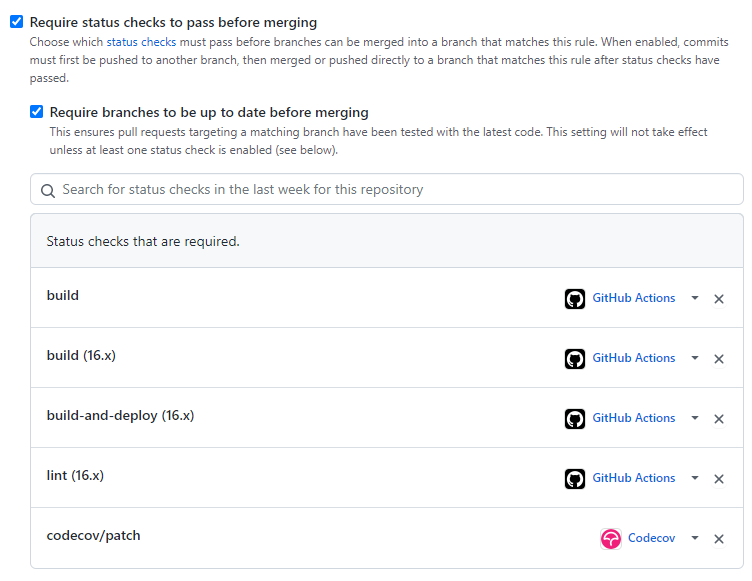 Require status checks to pass before merging
Choose which status checks must pass before branches can be merged into a branch that matches this rule. When enabled, commits
must first be pushed to another branch, then merged or pushed directly to a branch that matches this rule after status checks have
passed.
Require branches to be up to date before merging
This ensures pull requests targeting a matching branch have been tested with the latest code. This setting will not take effect
unless at least one status check is enabled (see below).
Search for status checks in the last week for this repository
Status checks that are required.
build GitHub Actions
build (16.x) GitHub Actions
build-and-deploy (16.x) GitHub Actions
lint (16.x) GitHub Actions
codecov/patch Codecov